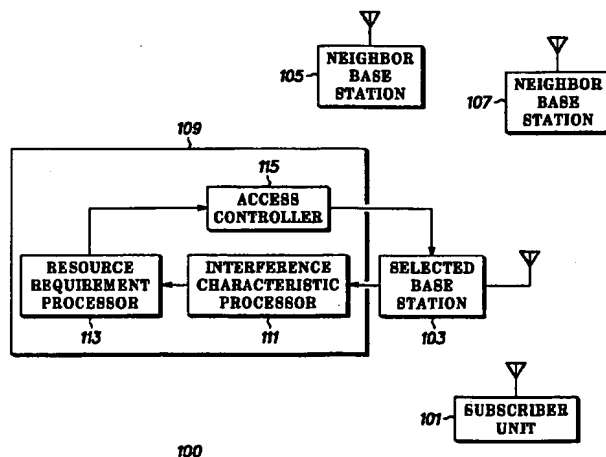 105
NEIGHBOR
BASE
STATION
107
NEIGHBOR
BASE
STATION
109
115
ACCESS
CONTROLLER
RESOURCE
REQUIREMENT
PROCESSOR
113
INTERFERENCE
CHARACTERISTIC
PROCESSOR
111
SELECTED
BASE
STATION
103
101
SUBSCRIBER
UNIT
100